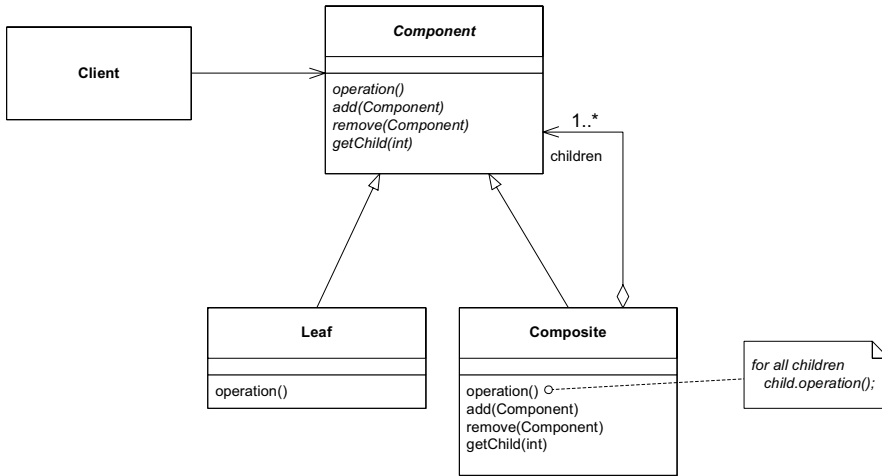 Client
Component
operation()
add(Component)
remove(Component)
getChild(int)
1..*
children
Leaf
operation()
Composite
operation()
add(Component)
remove(Component)
getChild(int)
for all children
child.operation();